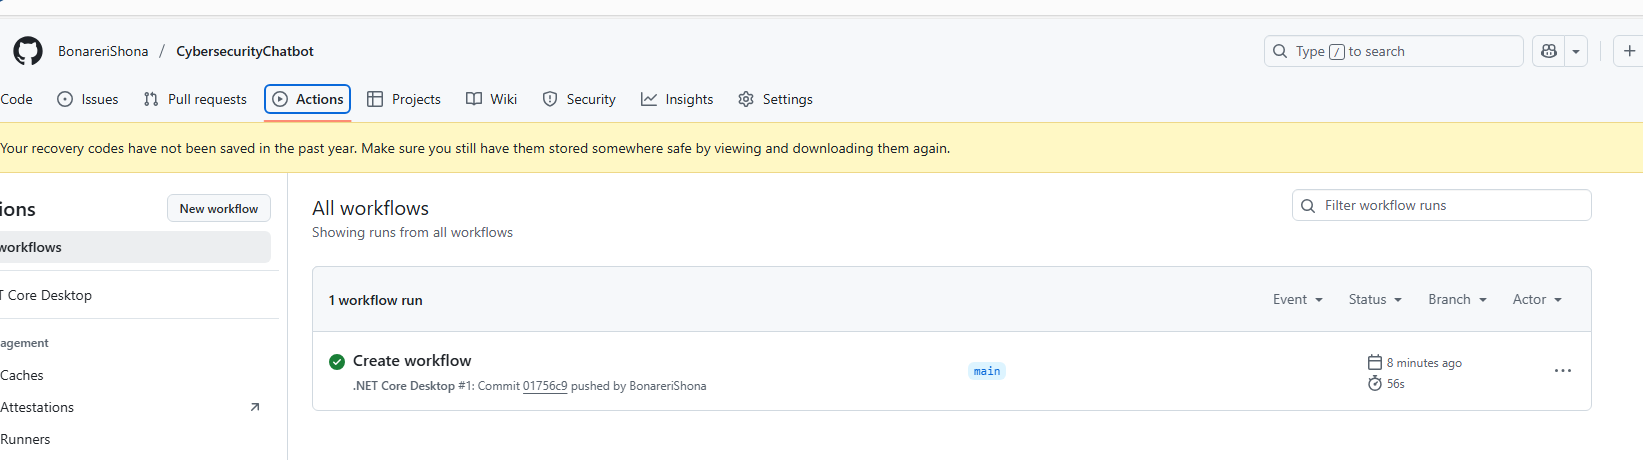 BonareriShona / CybersecurityChatbot
Type / to search
Code Issues Pull requests Actions Projects Wiki Security Insights Settings
Your recovery codes have not been saved in the past year. Make sure you still have them stored somewhere safe by viewing and downloading them again.
ions
New workflow
workflows
T Core Desktop
agement
Caches
Attestations
Runners
All workflows
Showing runs from all workflows
Filter workflow runs
1 workflow run
Event Status Branch Actor
Create workflow
.NET Core Desktop #1: Commit 01756c9 pushed by BonareriShona
main
8 minutes ago
56s